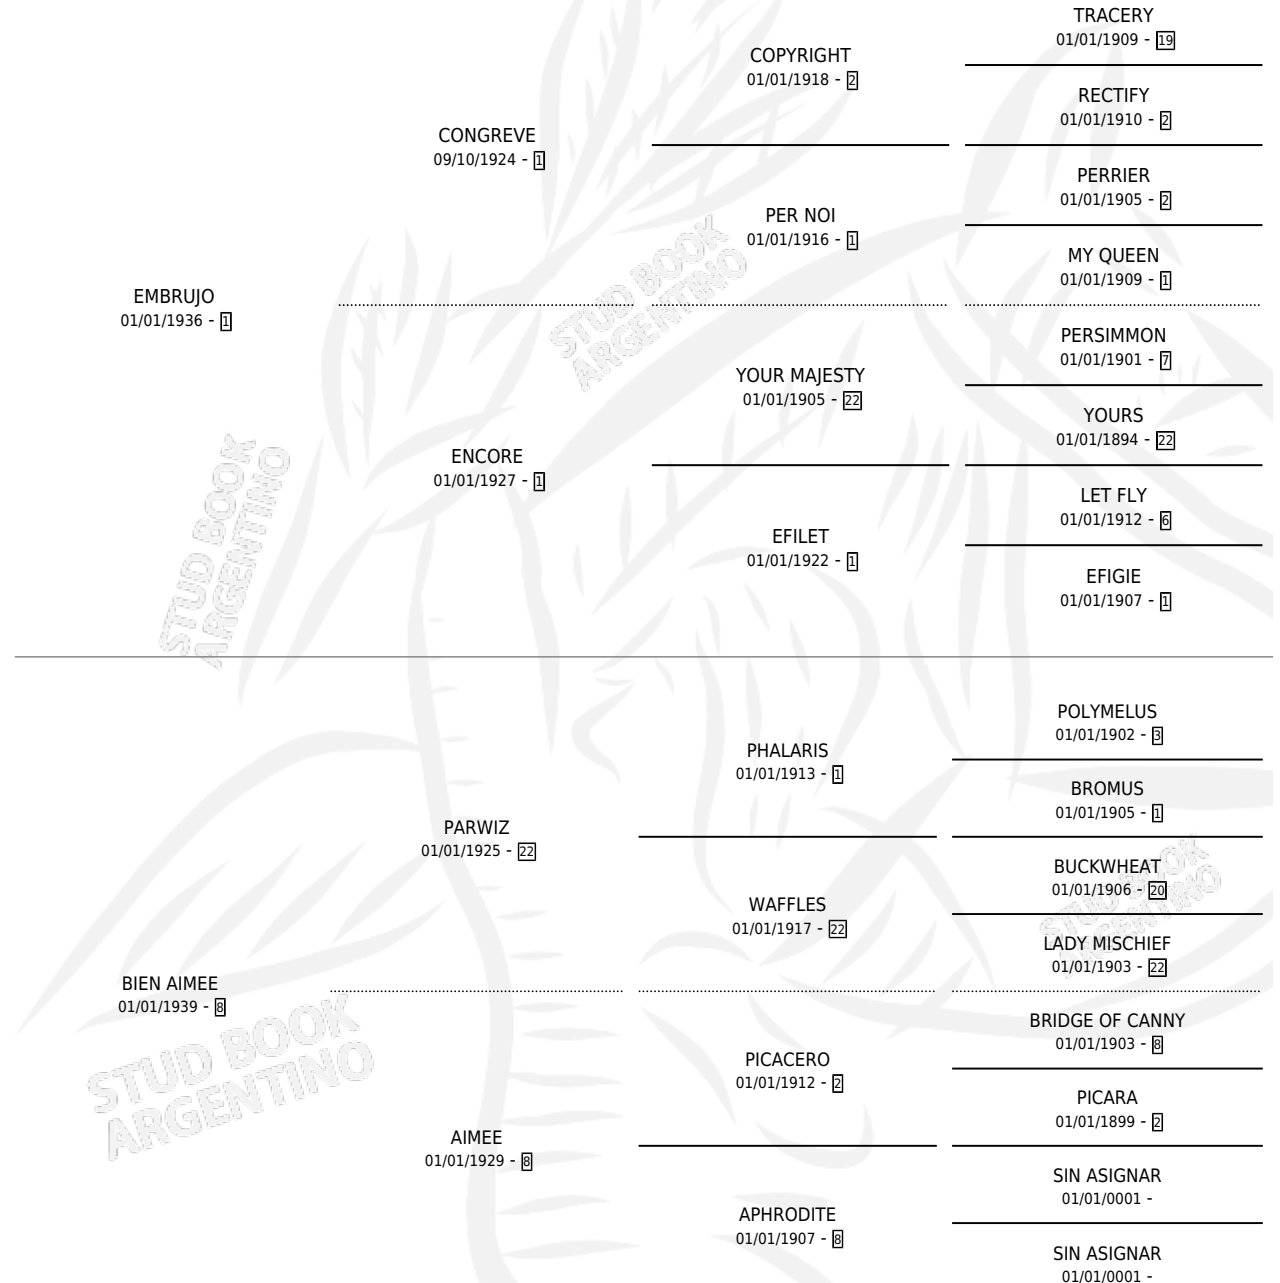 TRACERY
01/01/1909 - 19
COPYRIGHT
01/01/1918 - 2
RECTIFY
01/01/1910 - 2
CONGREVE
09/10/1924 - 1
PERRIER
01/01/1905 - 2
PER NOI
01/01/1916 - 1
MY QUEEN
01/01/1909 - 1
EMBRUJO
01/01/1936 - 1
PERSIMMON
01/01/1901 - 7
YOUR MAJESTY
01/01/1905 - 22
YOURS
01/01/1894 - 22
ENCORE
01/01/1927 - 1
LET FLY
01/01/1912 - 6
EFILET
01/01/1922 - 1
EFIGIE
01/01/1907 - 1
STUD BOOK
ARGENTINO
STUD BOOK
ARGENTINO
POLYMELUS
01/01/1902 - 3
PHALARIS
01/01/1913 - 1
BROMUS
01/01/1905 - 1
PARWIZ
01/01/1925 - 22
BUCKWHEAT
01/01/1906 - 20
WAFFLES
01/01/1917 - 22
LADY MISCHIEF
01/01/1903 - 22
BIEN AIMEE
01/01/1939 - 8
BRIDGE OF CANNY
01/01/1903 - 8
PICACERO
01/01/1912 - 2
PICARA
01/01/1899 - 2
AIMEE
01/01/1929 - 8
SIN ASIGNAR
01/01/0001 -
APHRODITE
01/01/1907 - 8
SIN ASIGNAR
01/01/0001 -
STUD BOOK
ARGENTINO
STUD BOOK
ARGENTINO